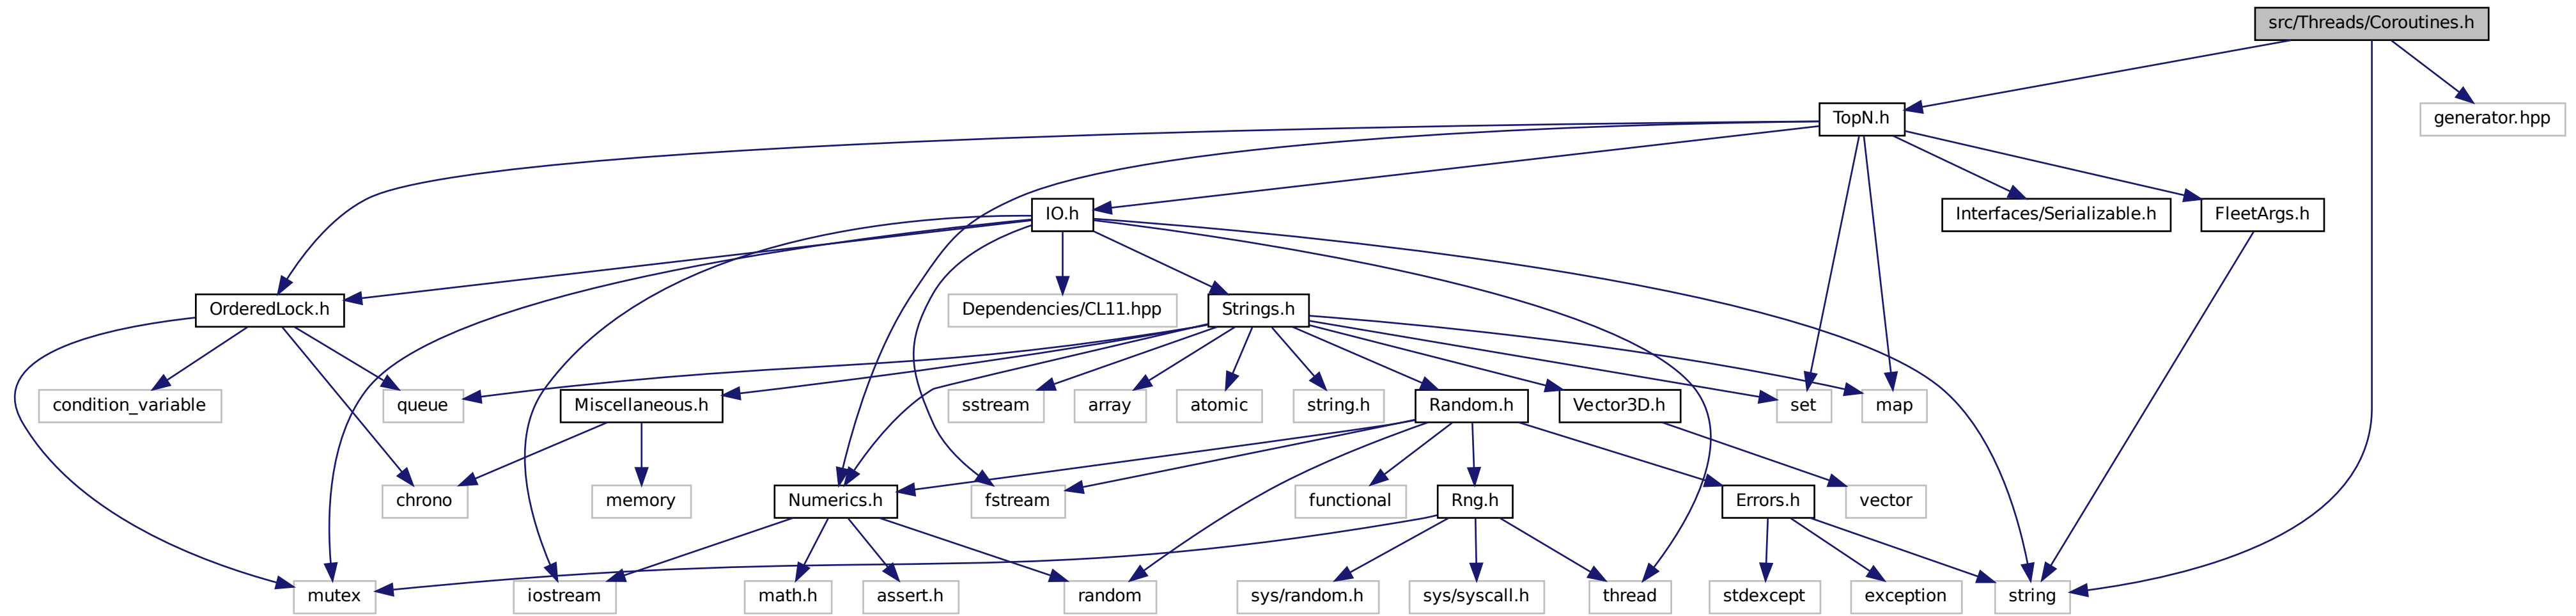 src/Threads/Coroutines.h
TopN.h
generator.hpp
IO.h
Interfaces/Serializable.h
FleetArgs.h
OrderedLock.h
Dependencies/CL11.hpp
Strings.h
condition_variable
queue
Miscellaneous.h
sstream
array
atomic
string.h
Random.h
Vector3D.h
set
map
chrono
memory
Numerics.h
fstream
functional
Rng.h
Errors.h
vector
mutex
iostream
math.h
assert.h
random
sys/random.h
sys/syscall.h
thread
stdexcept
exception
string